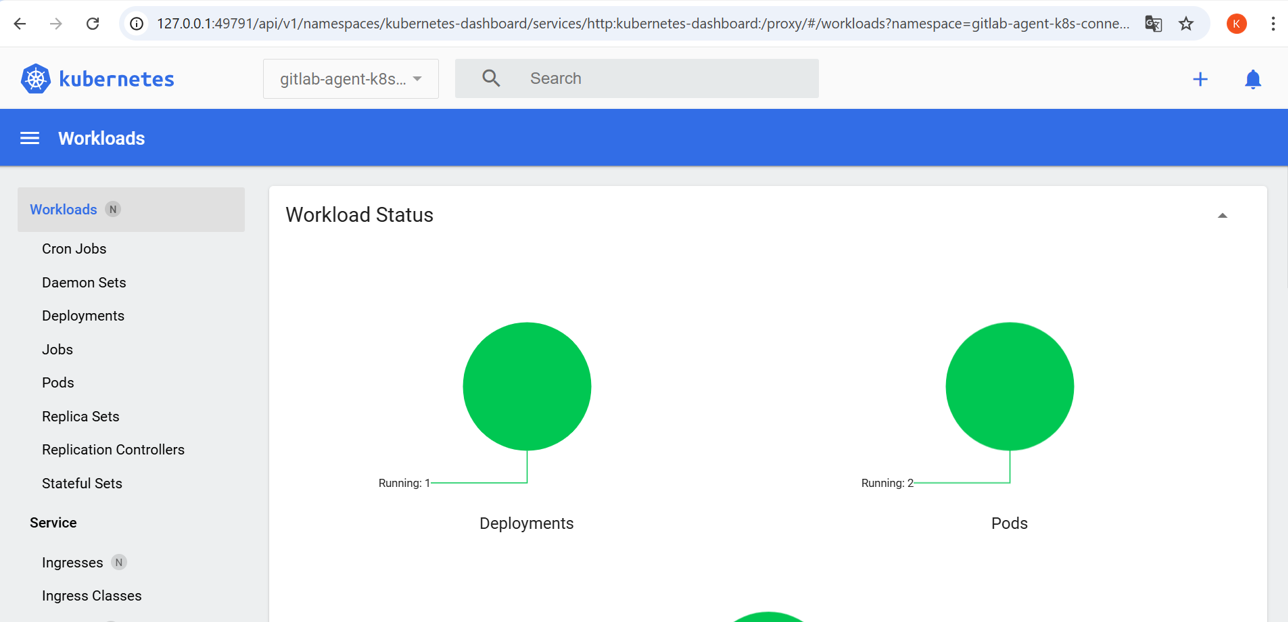 127.0.0.1:49791/api/v1/namespaces/kubernetes-dashboard/services/http:kubernetes-dashboard:/proxy/#/workloads?namespace=gitlab-agent-k8s-conne...
K
kubernetes
gitlab-agent-k8s...
Search
Workloads
Workloads N
Workload Status
Cron Jobs
Daemon Sets
Deployments
Jobs
Pods
Replica Sets
Replication Controllers
Stateful Sets
Service
Ingresses N
Ingress Classes
Running: 1
Deployments
Running: 2
Pods